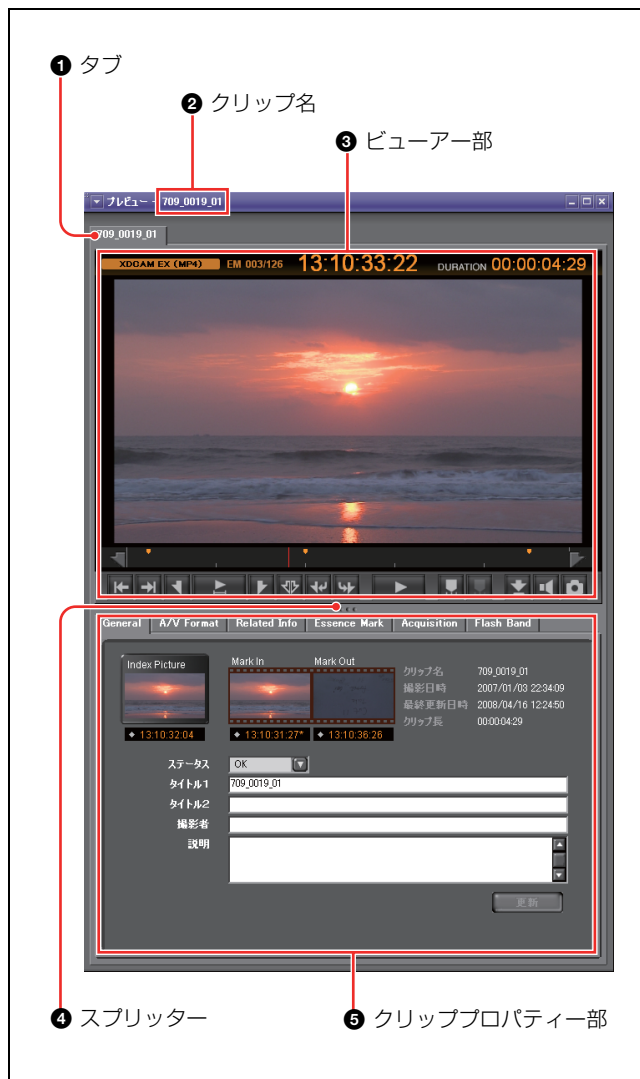 ❶ タブ
❷ クリップ名
❸ ビューアー部
プレビュー - 709_0019_01
709_0019_01
XDCAM EX (MP4) EM 003/126 13:10:33:22 DURATION 00:00:04:29
General A/V Format Related Info Essence Mark Acquisition Flash Band
Index Picture Mark In Mark Out
クリップ名 709_0019_01
撮影日時 2007/01/03 22:34:09
最終更新日時 2008/04/16 12:24:50
クリップ長 00:00:04:29
13:10:32:04 13:10:31:27* 13:10:36:26
ステータス OK
タイトル1 709_0019_01
タイトル2
撮影者
説明
更新
❹ スプリッター
❺ クリッププロパティー部